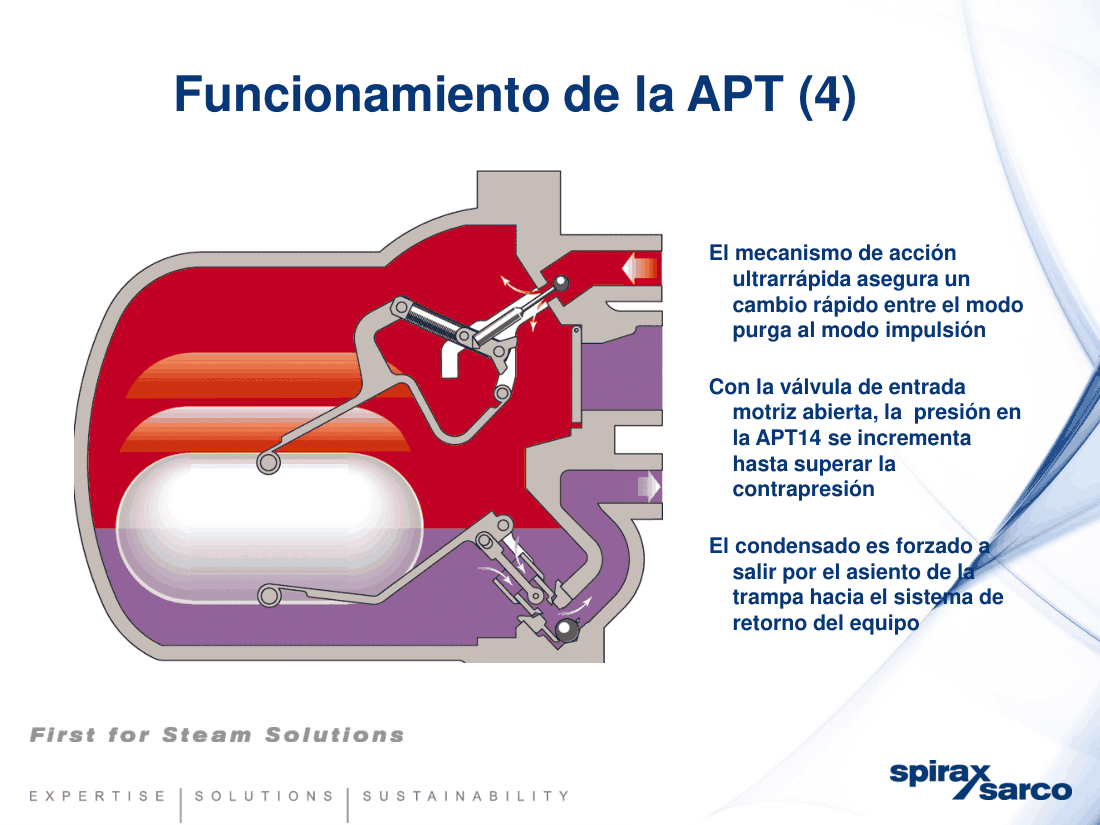 Funcionamiento de la APT (4)
El mecanismo de acción
ultrarrápida asegura un
cambio rápido entre el modo
purga al modo impulsión
Con la válvula de entrada
motriz abierta, la  presión en
la APT14 se incrementa
hasta superar la
contrapresión
El condensado es forzado a
salir por el asiento de la
trampa hacia el sistema de
retorno del equipo
First for Steam Solutions
EXPERTISE | SOLUTIONS | SUSTAINABILITY
spirax
sarco